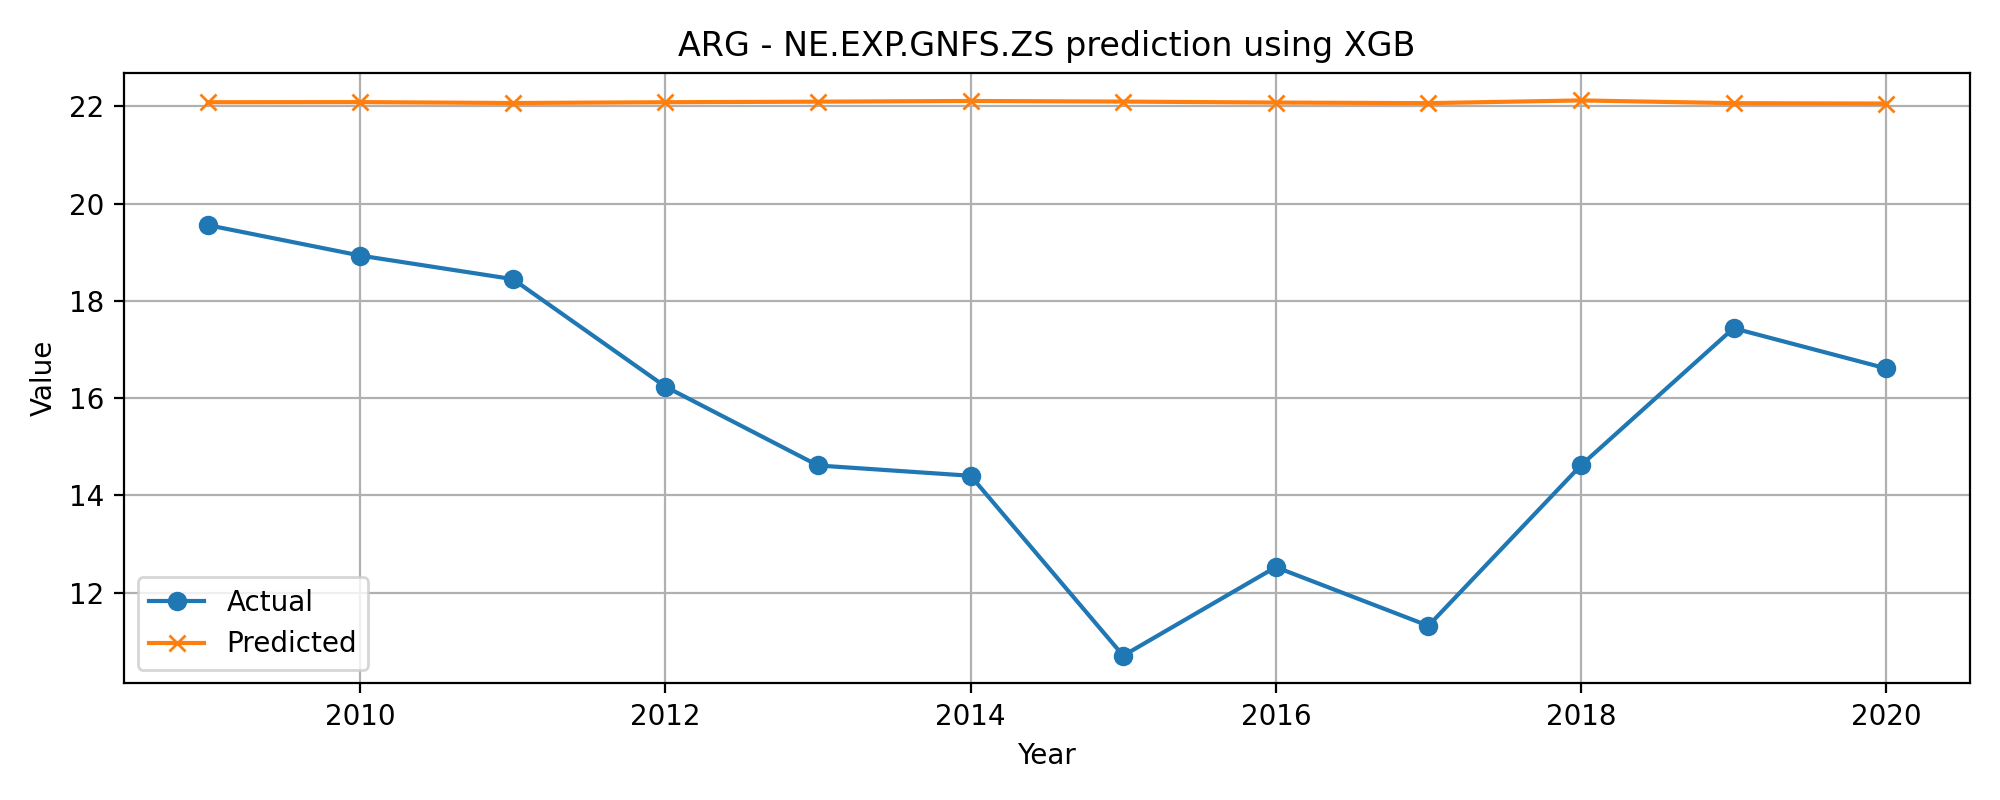 ARG - NE.EXP.GNFS.ZS prediction using XGB
Value
22
20
18
16
14
12
Actual
Predicted
2010 2012 2014 2016 2018 2020
Year